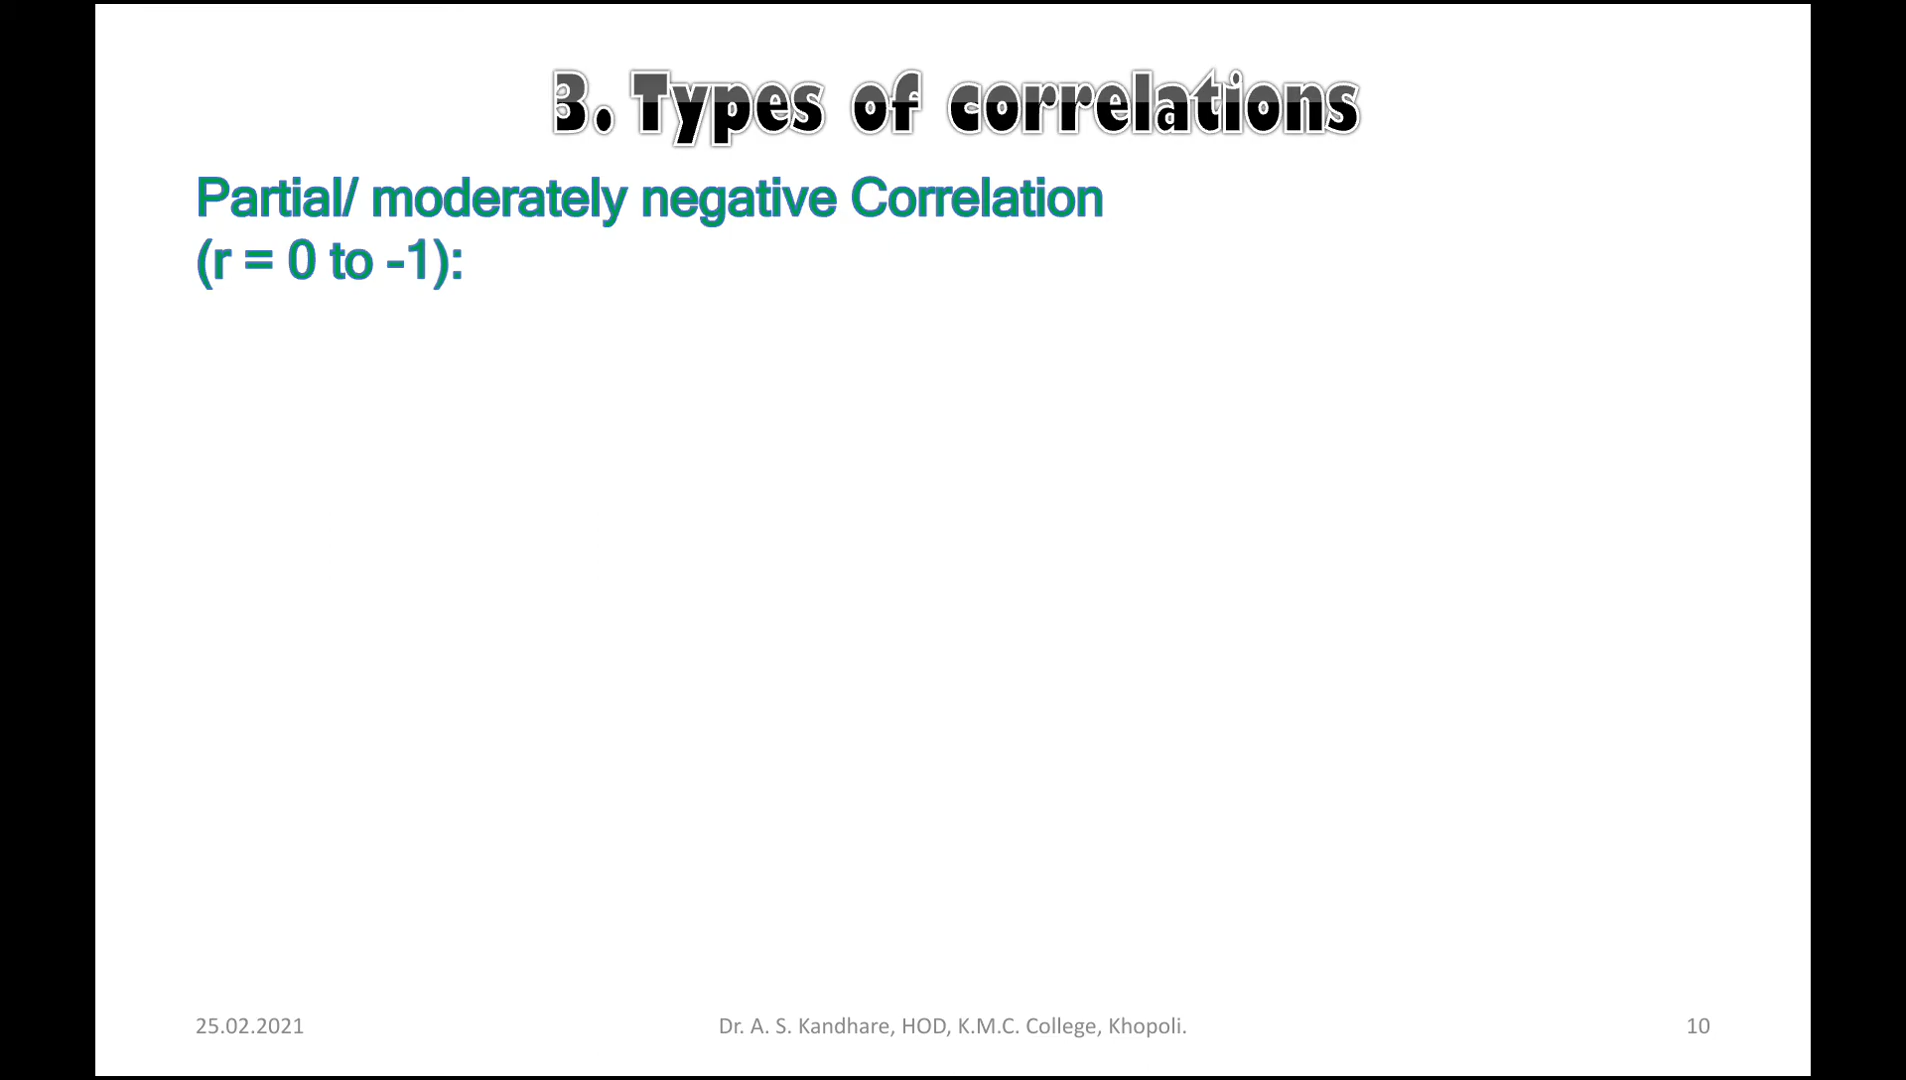 3. Types of correlations
Partial/ moderately negative Correlation
(r = 0 to -1):
25.02.2021
Dr. A. S. Kandhare, HOD, K.M.C. College, Khopoli.
10